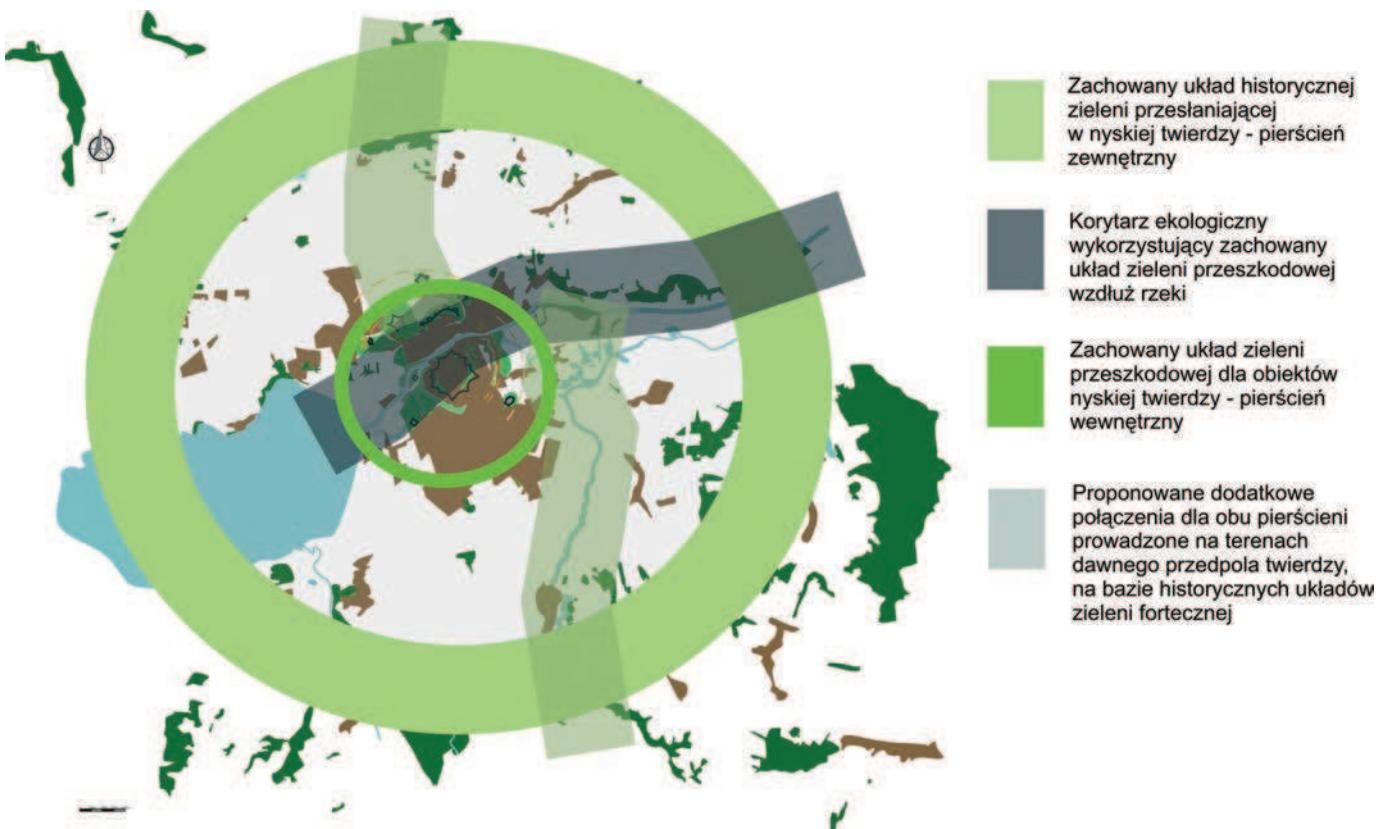 Zachowany układ historycznej
zieleni przesłaniającej
w nyskiej twierdzy - pierścień
zewnętrzny
Korytarz ekologiczny
wykorzystujący zachowany
układ zieleni przeszkodowej
wzdłuż rzeki
Zachowany układ zieleni
przeszkodowej dla obiektów
nyskiej twierdzy - pierścień
wewnętrzny
Proponowane dodatkowe
połączenia dla obu pierścieni
prowadzone na terenach
dawnego przedpola twierdzy,
na bazie historycznych układów
zieleni fortecznej